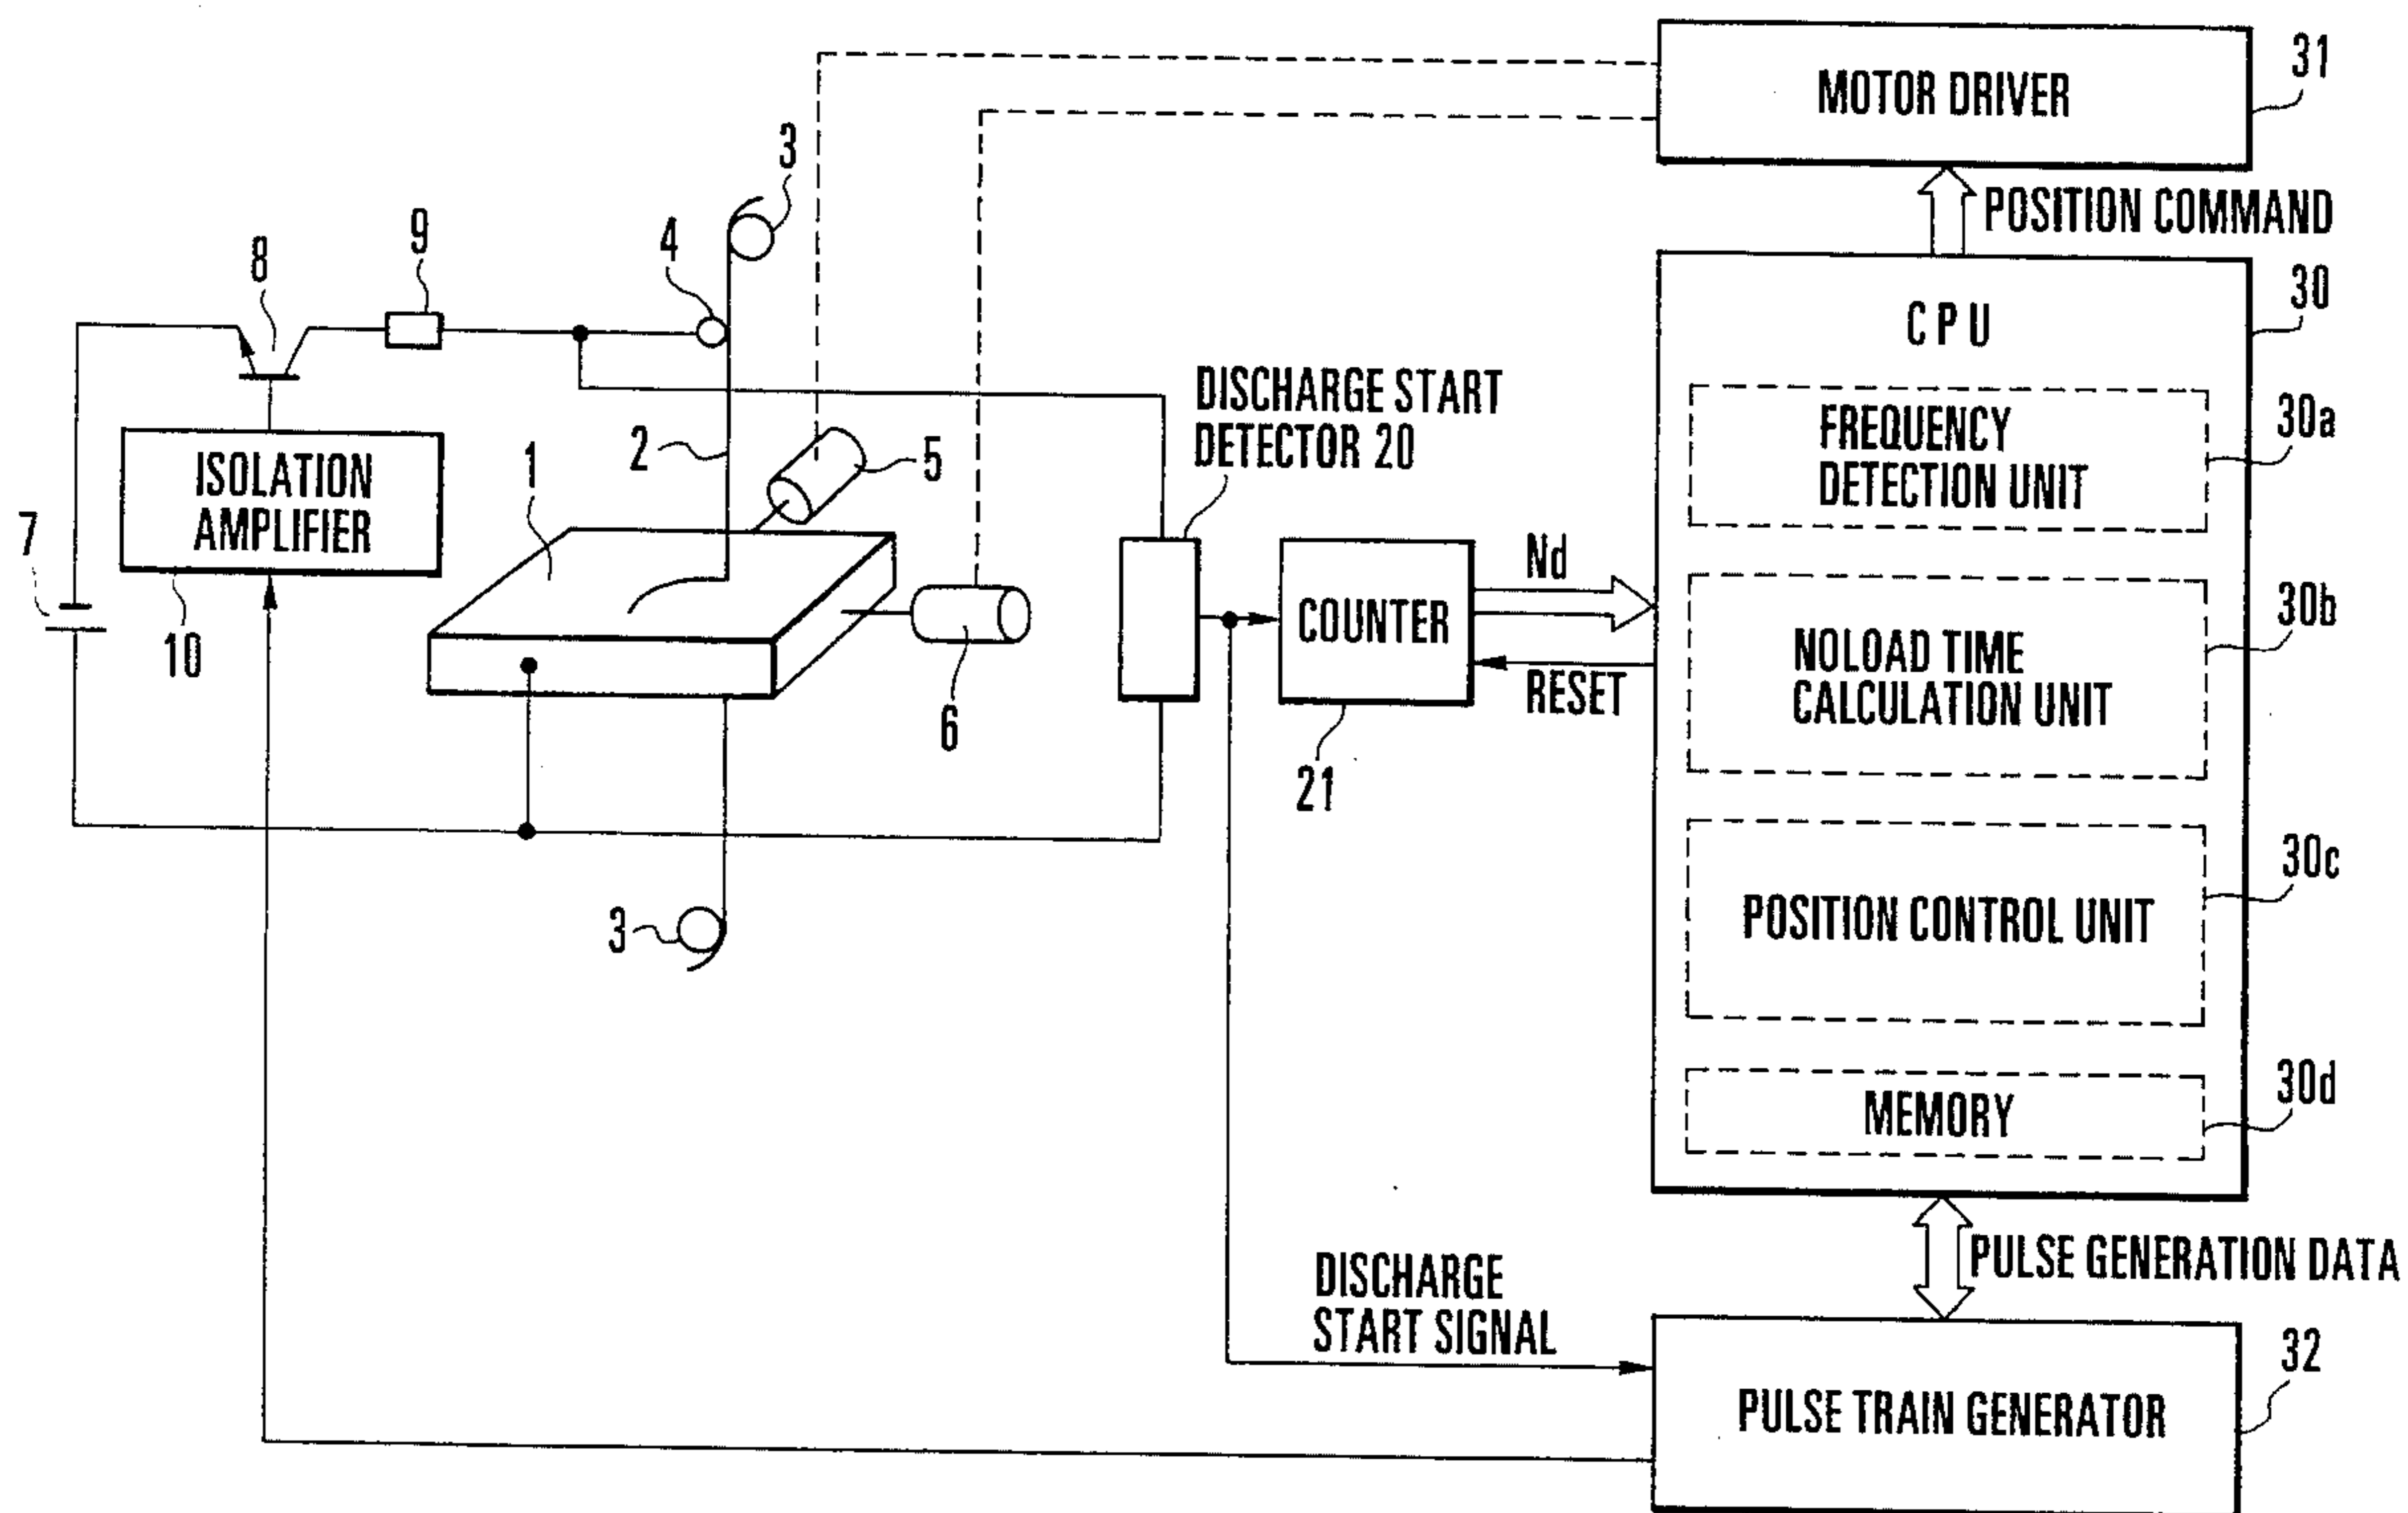 31
MOTOR DRIVER
3
POSITION COMMAND
9
4
8
30
CPU
DISCHARGE START
DETECTOR 20
FREQUENCY
DETECTION UNIT
30a
2
5
1
ISOLATION
AMPLIFIER
7
10
6
COUNTER
21
Nd
RESET
NOLOAD TIME
CALCULATION UNIT
30b
POSITION CONTROL UNIT
30c
3
MEMORY
30d
PULSE GENERATION DATA
DISCHARGE
START SIGNAL
32
PULSE TRAIN GENERATOR